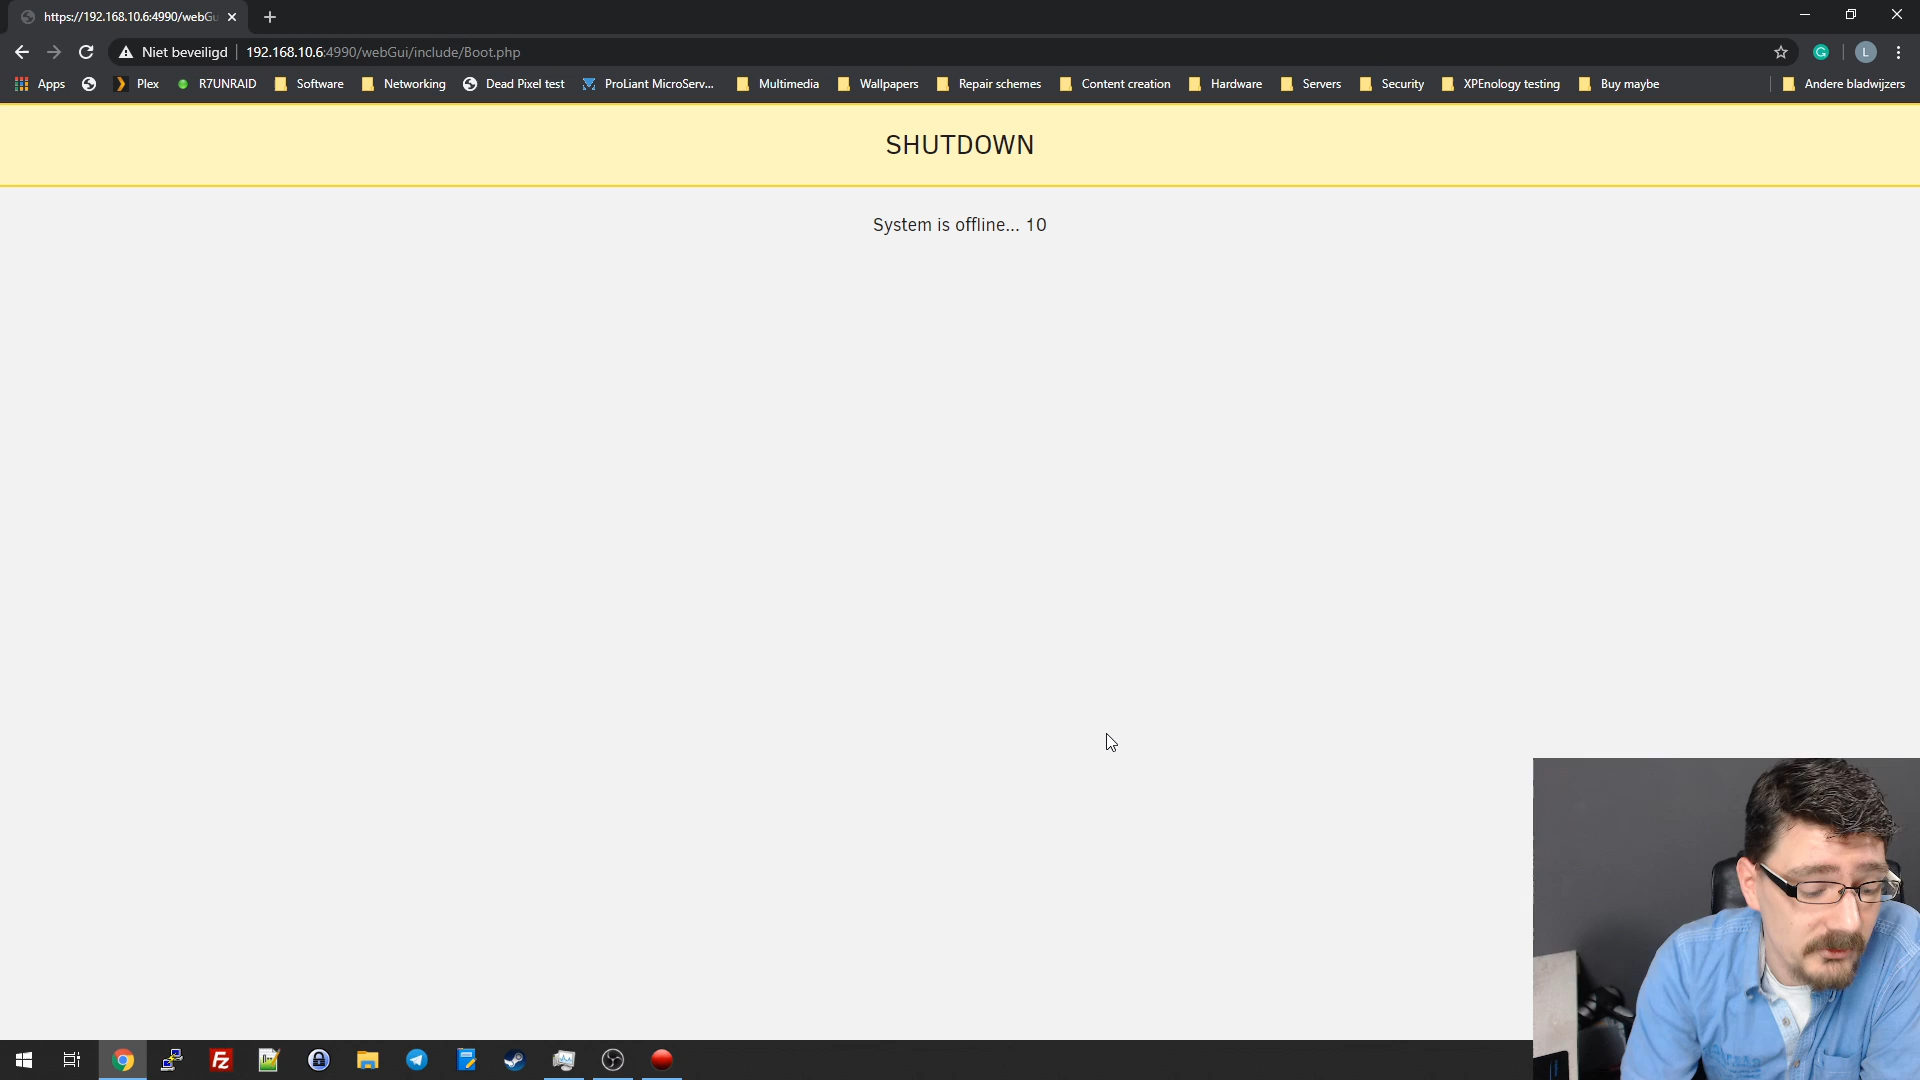 https://192.168.10.6:4990/webGu
Niet beveiligd 192.168.10.6:4990/webGui/include/Boot.php
L
Apps Plex R7UNRAID Software Networking Dead Pixel test ProLiant MicroServ... Multimedia Wallpapers Repair schemes Content creation Hardware Servers Security XPEnology testing Buy maybe Andere bladwijzers
SHUTDOWN
System is offline... 10